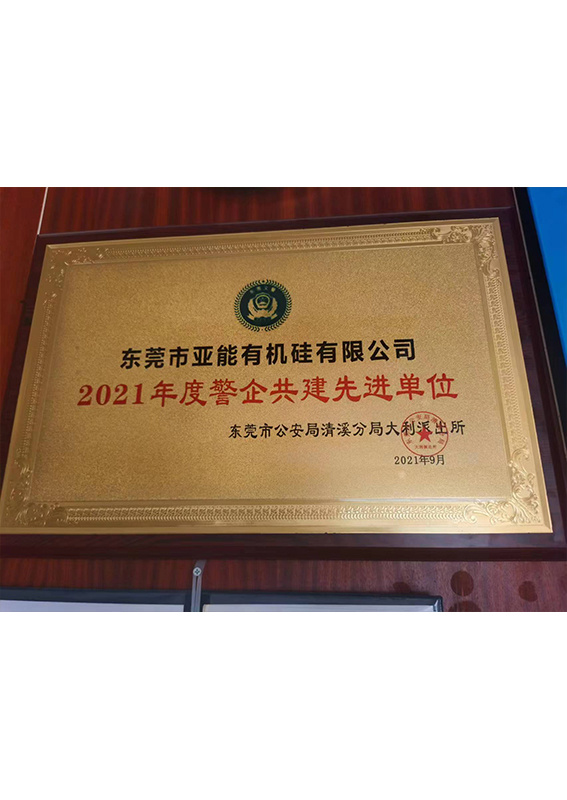 东莞市亚能有机硅有限公司
2021年度警企共建先进单位
东莞市公安局清溪分局大利派出所
2021年9月